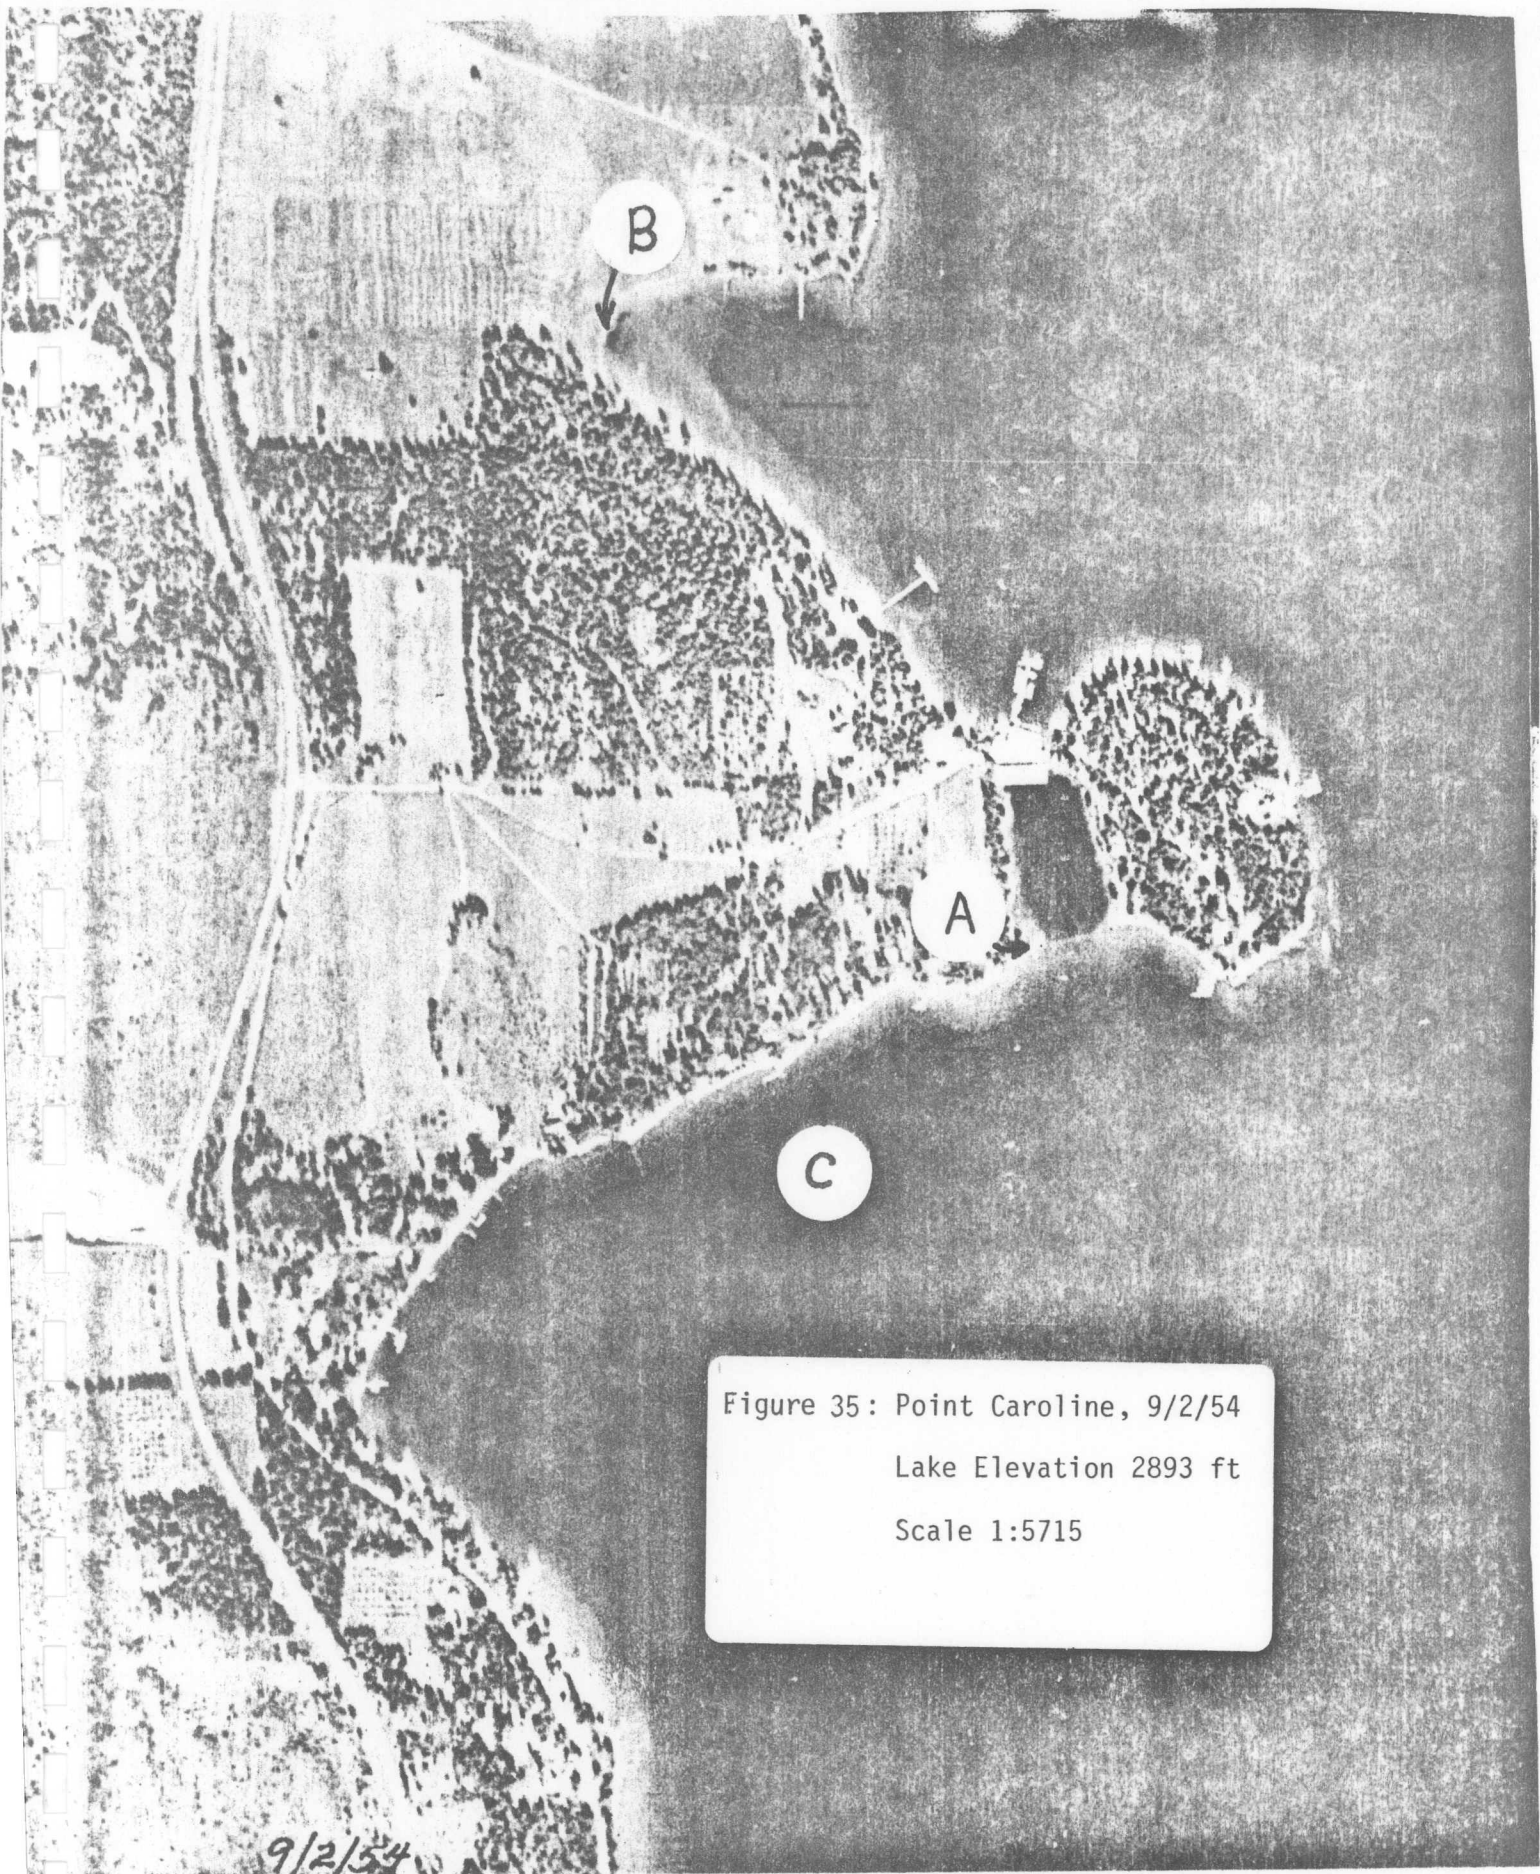 B
A
C
Figure 35: Point Caroline, 9/2/54
Lake Elevation 2893 ft
Scale 1:5715
9/2/54